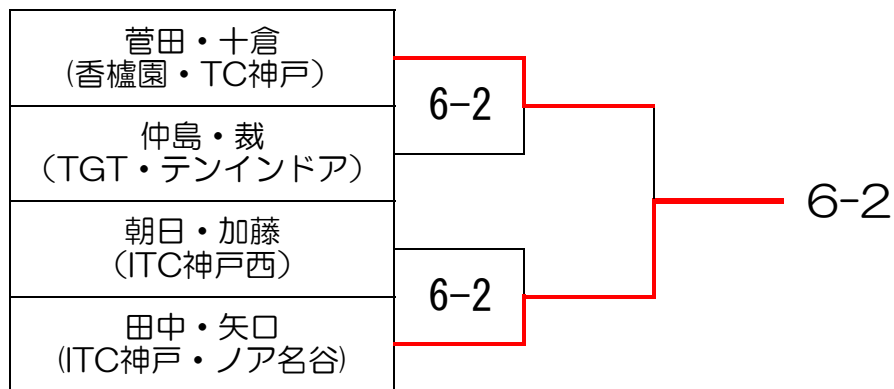 菅田・十倉
(香櫨園・TC神戸）
6-2
仲島・裁
（TGT・テンインドア）
6-2
朝日・加藤
（ITC神戸西）
6-2
田中・矢口
(ITC神戸・ノア名谷)